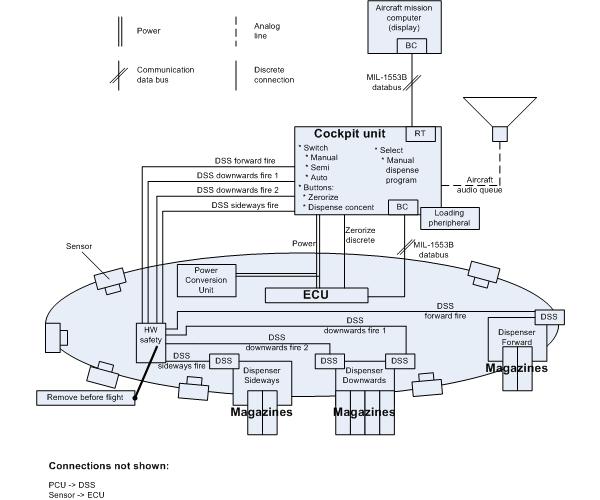 Aircraft mission
computer
(display)
BC
Power
Analog
line
Communication
data bus
Discrete
connection
MIL-1553B
databus
Cockpit unit
RT
* Switch
* Manual
* Semi
* Auto
* Buttons:
* Zerorize
* Dispense concent
* Select
* Manual
dispense
program
BC
DSS forward fire
DSS downwards fire 1
DSS downwards fire 2
DSS sideways fire
Aircraft
audio queue
Loading
pheripheral
Power
Zerorize
discrete
MIL-1553B
databus
Sensor
Power
Conversion
Unit
ECU
HW
safety
DSS
forward fire
DSS
DSS
downwards fire 1
DSS
downwards fire 2
DSS
sideways fire
DSS
DSS
DSS
Dispenser
Forward
Dispenser
Sideways
Dispenser
Downwards
Magazines
Magazines
Magazines
Remove before flight
Connections not shown:
PCU -> DSS
Sensor -> ECU